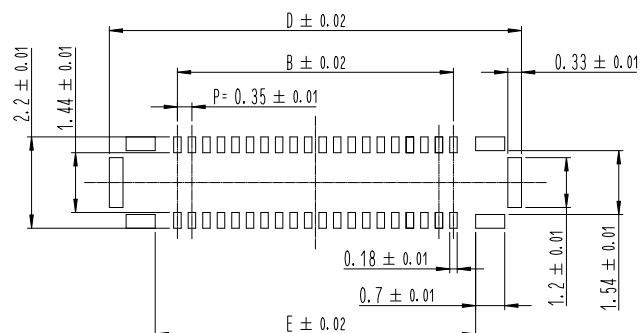 D ± 0.02
B ± 0.02
0.33 ± 0.01
P= 0.35 ± 0.01
2.2 ± 0.01
1.44 ± 0.01
0.18 ± 0.01
0.7 ± 0.01
1.2 ± 0.01
1.54 ± 0.01
E ± 0.02